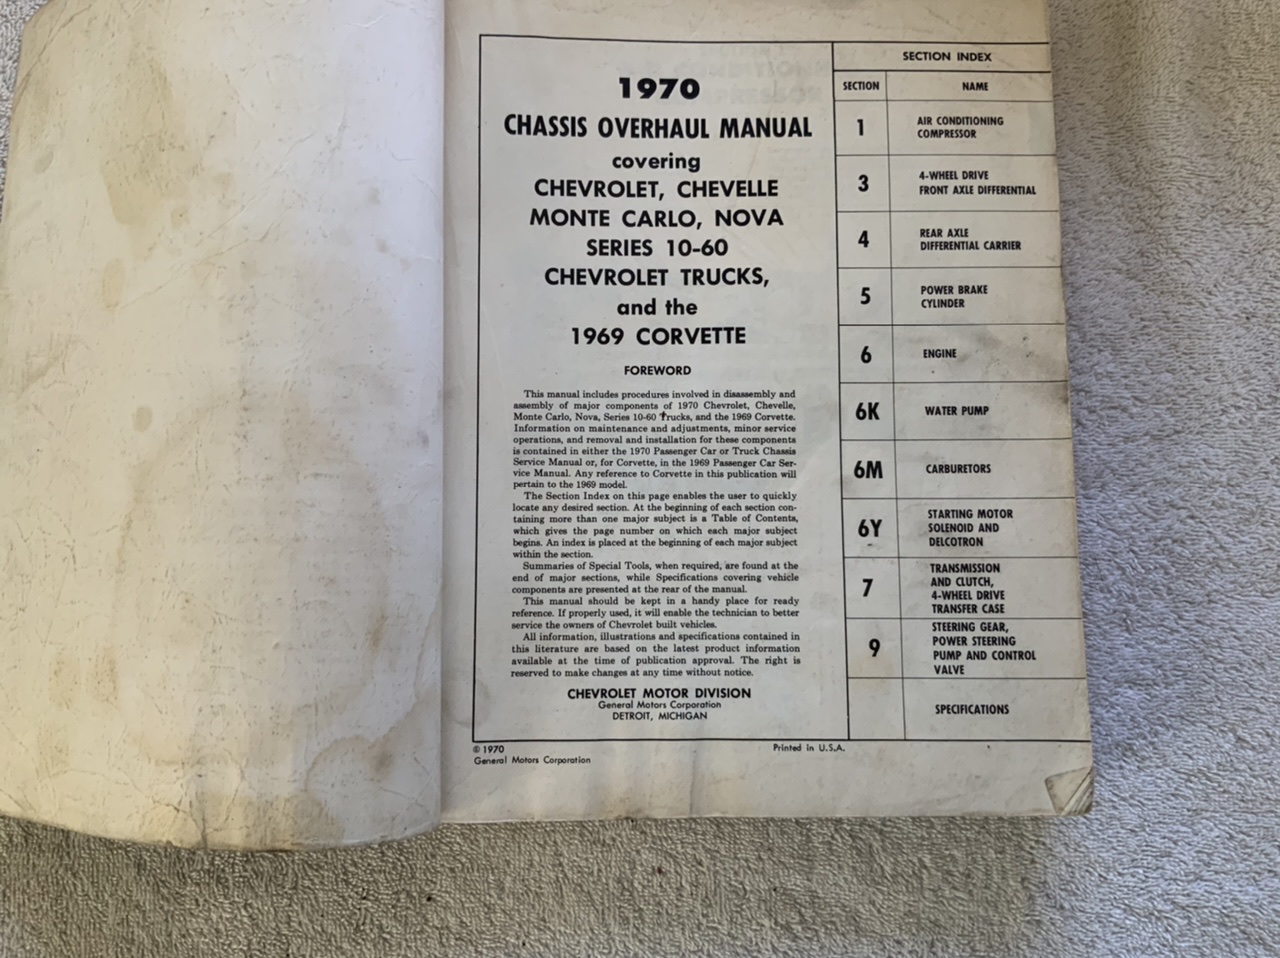 1970
CHASSIS OVERHAUL MANUAL
covering
CHEVROLET, CHEVELLE
MONTE CARLO, NOVA
SERIES 10-60
CHEVROLET TRUCKS,
and the
1969 CORVETTE
FOREWORD
This manual includes procedures involved in disassembly and
assembly of major components of 1970 Chevrolet, Chevelle,
Monte Carlo, Nova, Series 10-60 Trucks, and the 1969 Corvette.
Information on maintenance and adjustments, minor service
operations, and removal and installation for these components
is contained in either the 1970 Passenger Car or Truck Chassis
Service Manual or, for Corvette, in the 1969 Passenger Car Ser-
vice Manual. Any reference to Corvette in this publication will
pertain to the 1969 model.
The Section Index on this page enables the user to quickly
locate any desired section. At the beginning of each section con-
taining more than one major subject is a Table of Contents,
which gives the page number on which each major subject
begins. An index is placed at the beginning of each major subject
within the section.
Summaries of Special Tools, when required, are found at the
end of major sections, while Specifications covering vehicle
components are presented at the rear of the manual.
This manual should be kept in a handy place for ready
reference. If properly used, it will enable the technician to better
service the owners of Chevrolet built vehicles.
All information, illustrations and specifications contained in
this literature are based on the latest product information
available at the time of publication approval. The right is
reserved to make changes at any time without notice.
CHEVROLET MOTOR DIVISION
General Motors Corporation
DETROIT, MICHIGAN
© 1970
General Motors Corporation
Printed in U.S.A.
SECTION INDEX
SECTION NAME
1 AIR CONDITIONING
COMPRESSOR
3 4-WHEEL DRIVE
FRONT AXLE DIFFERENTIAL
4 REAR AXLE
DIFFERENTIAL CARRIER
5 POWER BRAKE
CYLINDER
6 ENGINE
6K WATER PUMP
6M CARBURETORS
6Y STARTING MOTOR
SOLENOID AND
DELCOTRON
7 TRANSMISSION
AND CLUTCH,
4-WHEEL DRIVE
TRANSFER CASE
9 STEERING GEAR,
POWER STEERING
PUMP AND CONTROL
VALVE
SPECIFICATIONS